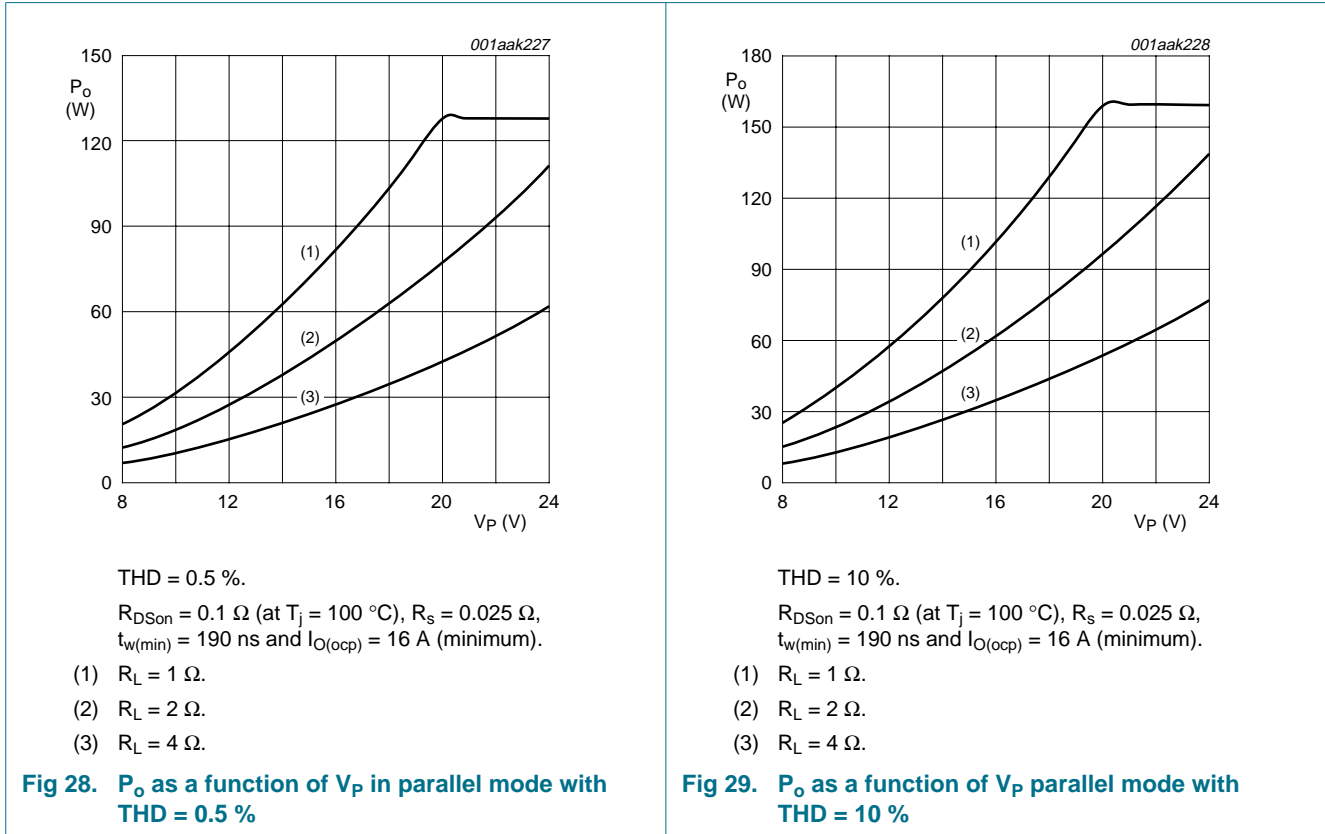 001aak227
150
Po
(W)
120
90
60
30
0
(1)
(2)
(3)
8
12
16
20
24
VP (V)
THD = 0.5 %.
RDSon = 0.1 Ω (at Tj = 100 °C), Rs = 0.025 Ω,
tw(min) = 190 ns and IO(ocp) = 16 A (minimum).
(1) RL = 1 Ω.
(2) RL = 2 Ω.
(3) RL = 4 Ω.
Fig 28. Po as a function of VP in parallel mode with
THD = 0.5 %
001aak228
180
Po
(W)
150
120
90
60
30
0
(1)
(2)
(3)
8
12
16
20
24
VP (V)
THD = 10 %.
RDSon = 0.1 Ω (at Tj = 100 °C), Rs = 0.025 Ω,
tw(min) = 190 ns and IO(ocp) = 16 A (minimum).
(1) RL = 1 Ω.
(2) RL = 2 Ω.
(3) RL = 4 Ω.
Fig 29. Po as a function of VP parallel mode with
THD = 10 %